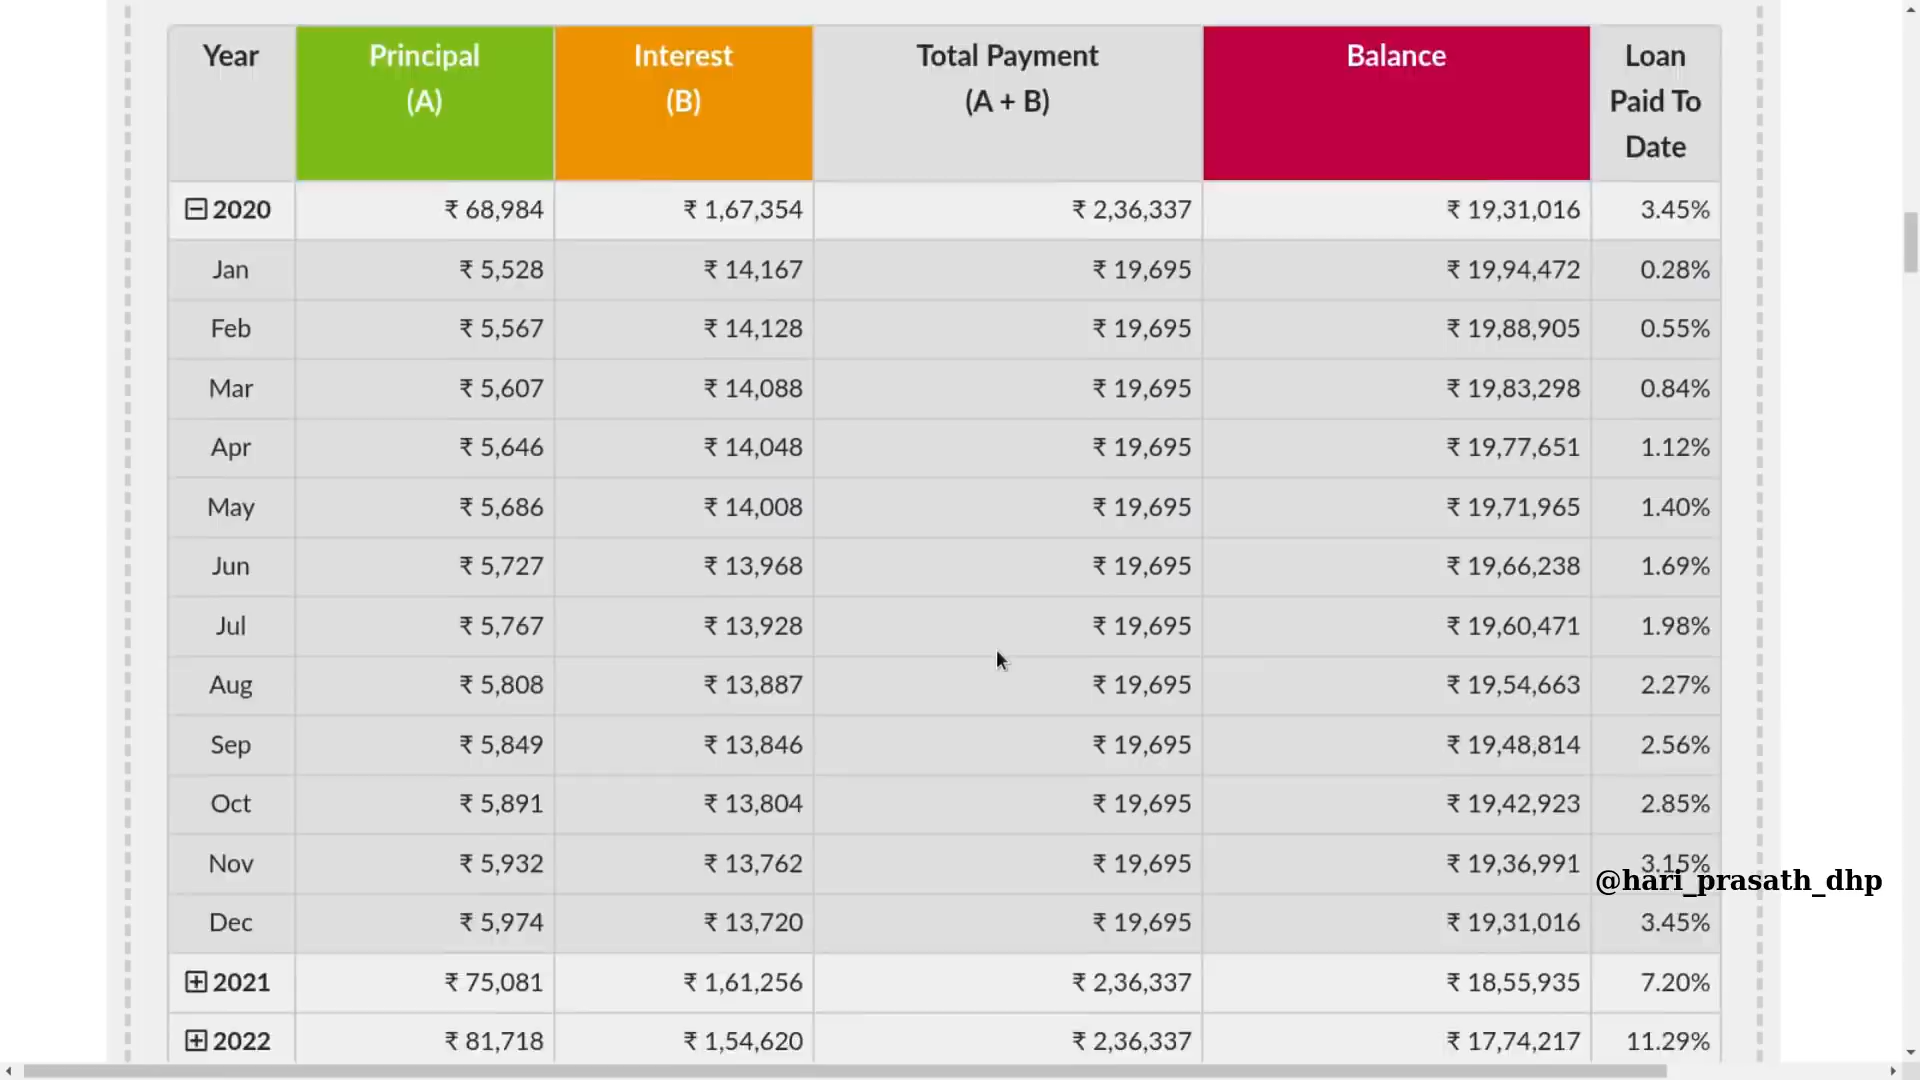 Year Principal Interest Total Payment Balance Loan
(A) (B) (A + B) Paid To
Date
2020 ₹ 68,984 ₹ 1,67,354 ₹ 2,36,337 ₹ 19,31,016 3.45%
Jan ₹ 5,528 ₹ 14,167 ₹ 19,695 ₹ 19,94,472 0.28%
Feb ₹ 5,567 ₹ 14,128 ₹ 19,695 ₹ 19,88,905 0.55%
Mar ₹ 5,607 ₹ 14,088 ₹ 19,695 ₹ 19,83,298 0.84%
Apr ₹ 5,646 ₹ 14,048 ₹ 19,695 ₹ 19,77,651 1.12%
May ₹ 5,686 ₹ 14,008 ₹ 19,695 ₹ 19,71,965 1.40%
Jun ₹ 5,727 ₹ 13,968 ₹ 19,695 ₹ 19,66,238 1.69%
Jul ₹ 5,767 ₹ 13,928 ₹ 19,695 ₹ 19,60,471 1.98%
Aug ₹ 5,808 ₹ 13,887 ₹ 19,695 ₹ 19,54,663 2.27%
Sep ₹ 5,849 ₹ 13,846 ₹ 19,695 ₹ 19,48,814 2.56%
Oct ₹ 5,891 ₹ 13,804 ₹ 19,695 ₹ 19,42,923 2.85%
Nov ₹ 5,932 ₹ 13,762 ₹ 19,695 ₹ 19,36,991 3.15%
@hari_prasath_dhp
Dec ₹ 5,974 ₹ 13,720 ₹ 19,695 ₹ 19,31,016 3.45%
2021 ₹ 75,081 ₹ 1,61,256 ₹ 2,36,337 ₹ 18,55,935 7.20%
2022 ₹ 81,718 ₹ 1,54,620 ₹ 2,36,337 ₹ 17,74,217 11.29%